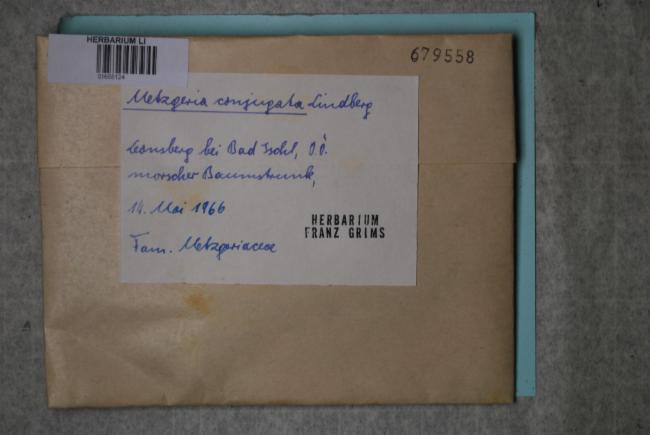 HERBARIUM LI
679558
Metzgeria conjugata Lindberg
Leonsberg bei Bad Ischl, O.Ö.
morscher Baumstrunk,
14. Mai 1966
HERBARIUM
FRANZ GRIMS
Fam. Metzgeriaceae